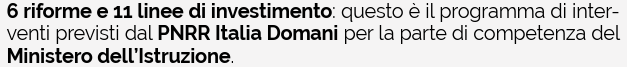 6 riforme e 11 linee di investimento: questo è il programma di inter-
venti previsti dal PNRR Italia Domani per la parte di competenza del
Ministero dell'Istruzione.